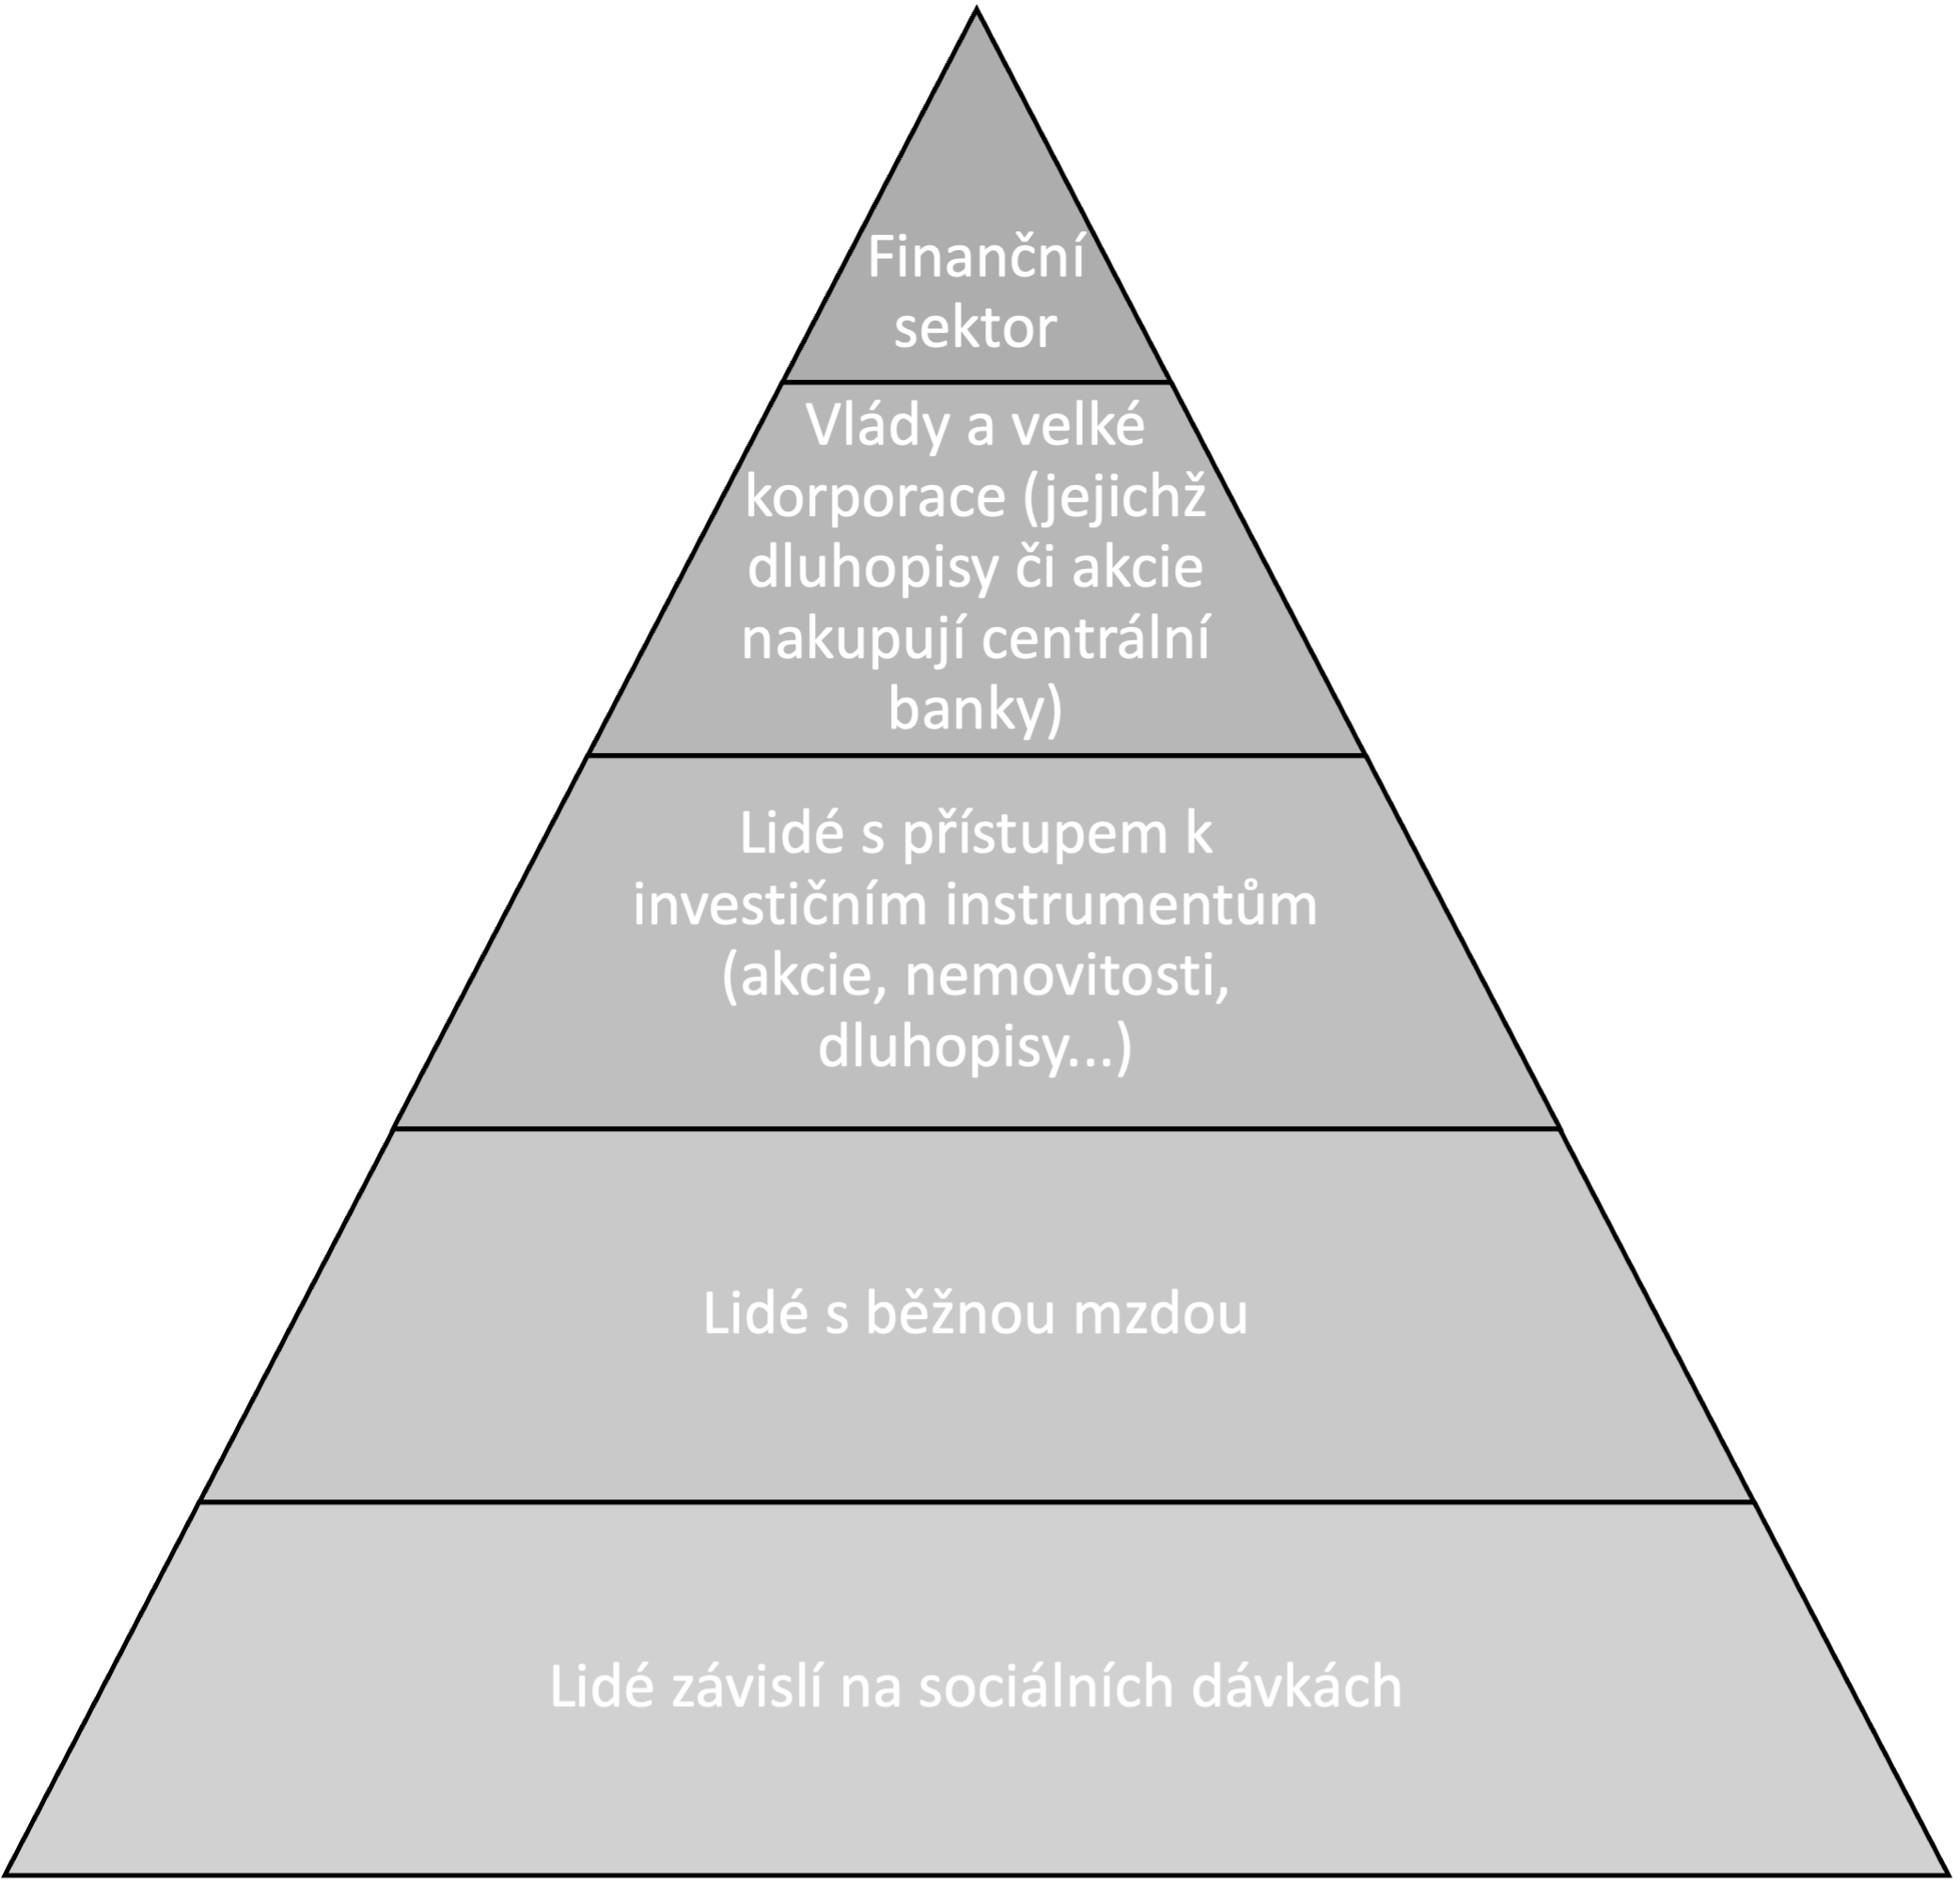 Finanční
sektor
Vlády a velké
korporace (jejichž
dluhopisy či akcie
nakupují centrální
banky)
Lidé s přístupem k
investičním instrumentům
(akcie, nemovitosti,
dluhopisy...)
Lidé s běžnou mzdou
Lidé závislí na sociálních dávkách